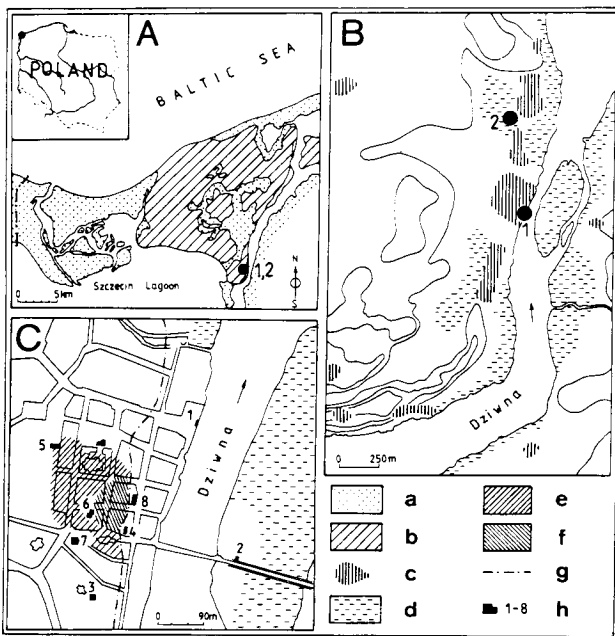 A
POLAND
BALTIC SEA
1,2
N
S
0 5km
Szczecin Lagoon
B
2
1
Dziwna
0 250m
C
1
Dziwna
5
8
6
4
7
2
3
0 90m
a
b
c
d
e
f
g
1-8 h